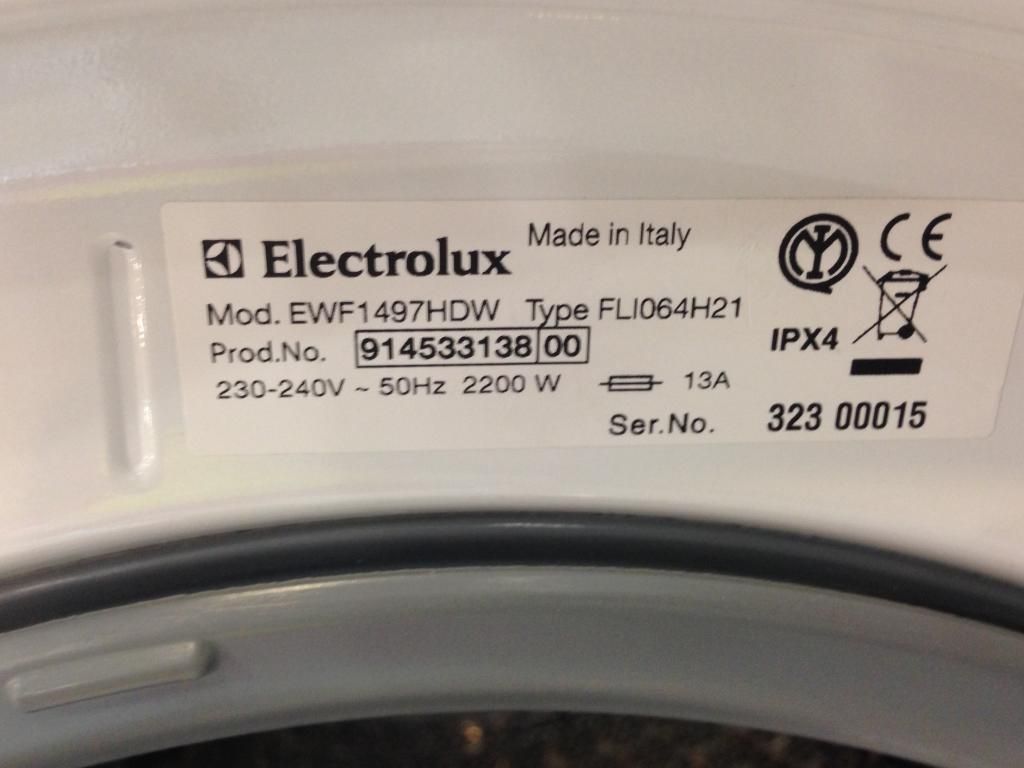 Electrolux Made in Italy
Mod. EWF1497HDW Type FLI064H21
Prod.No. 914533138 00
IPX4
230-240V ~ 50Hz 2200 W 13A
Ser.No. 323 00015
CE